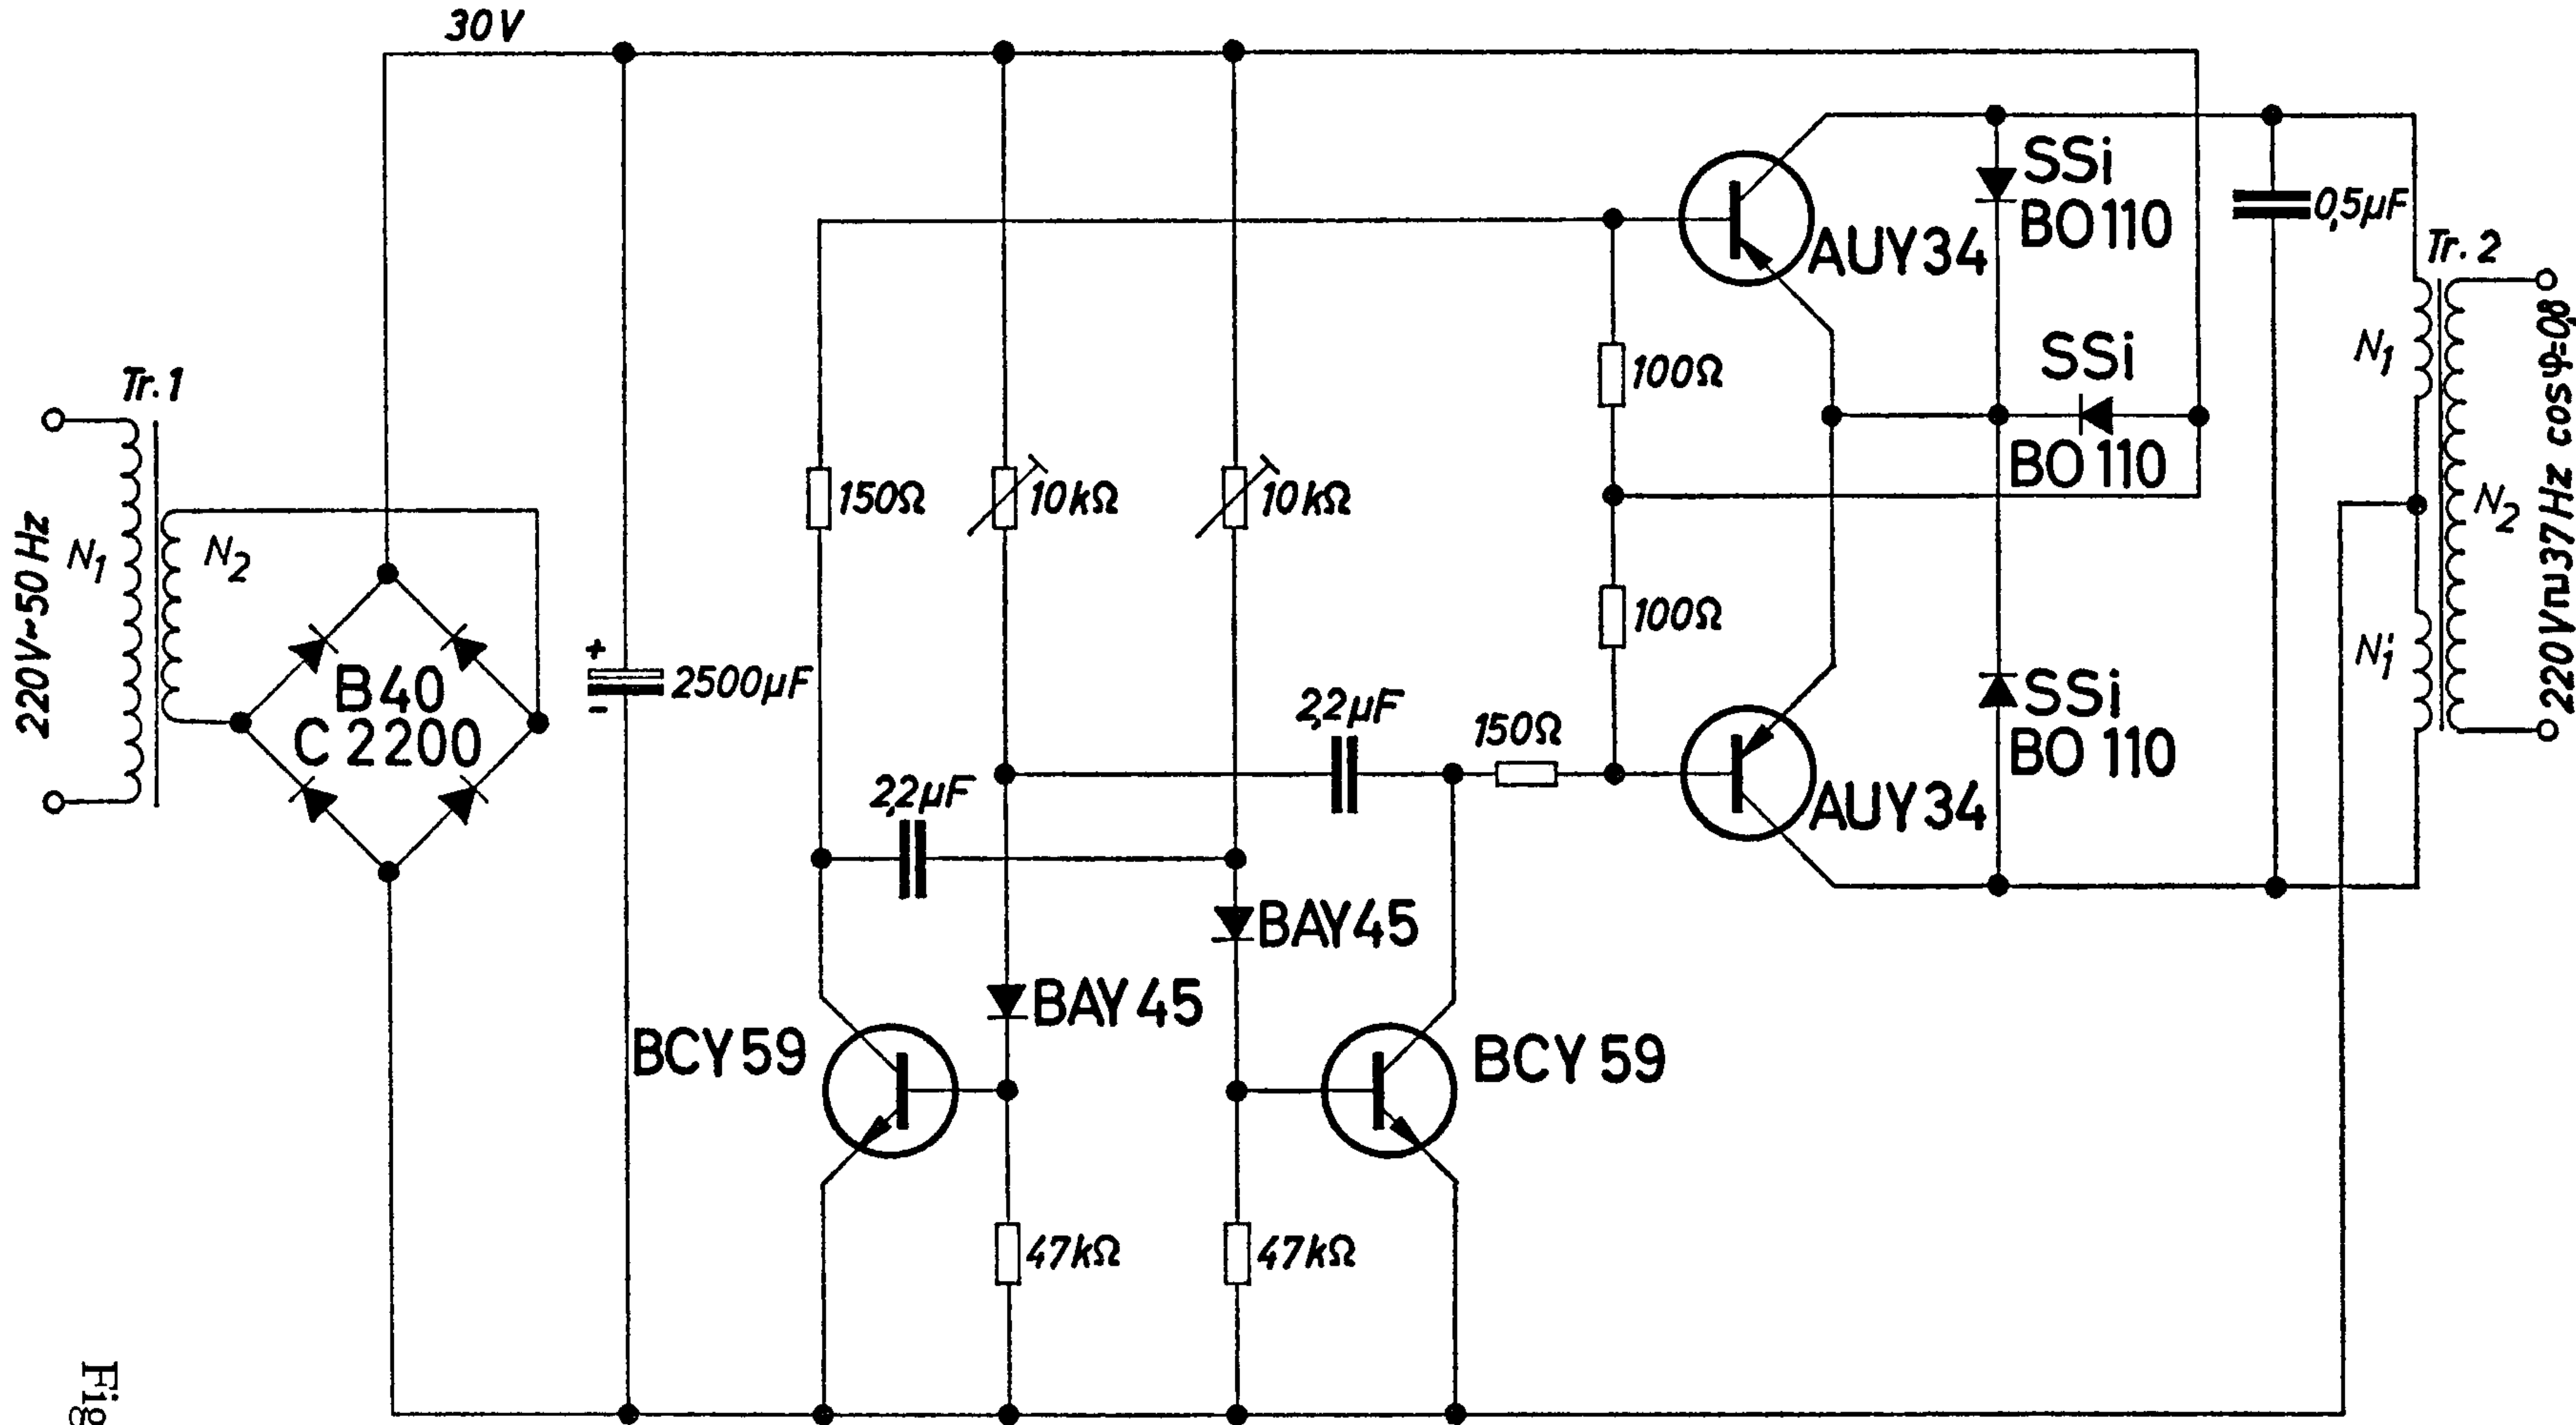 30V
Tr.1
220V~50Hz
N1
N2
B40
C2200
+
2500µF
-
150Ω
10kΩ
10kΩ
2,2µF
2,2µF
150Ω
BAY45
BAY45
BCY59
BCY59
47kΩ
47kΩ
100Ω
100Ω
AUY34
AUY34
SSi
BO110
SSi
BO110
SSi
BO110
0,5µF
Tr.2
N1
N1'
N2
37Hz cosφ=0,8
Fig